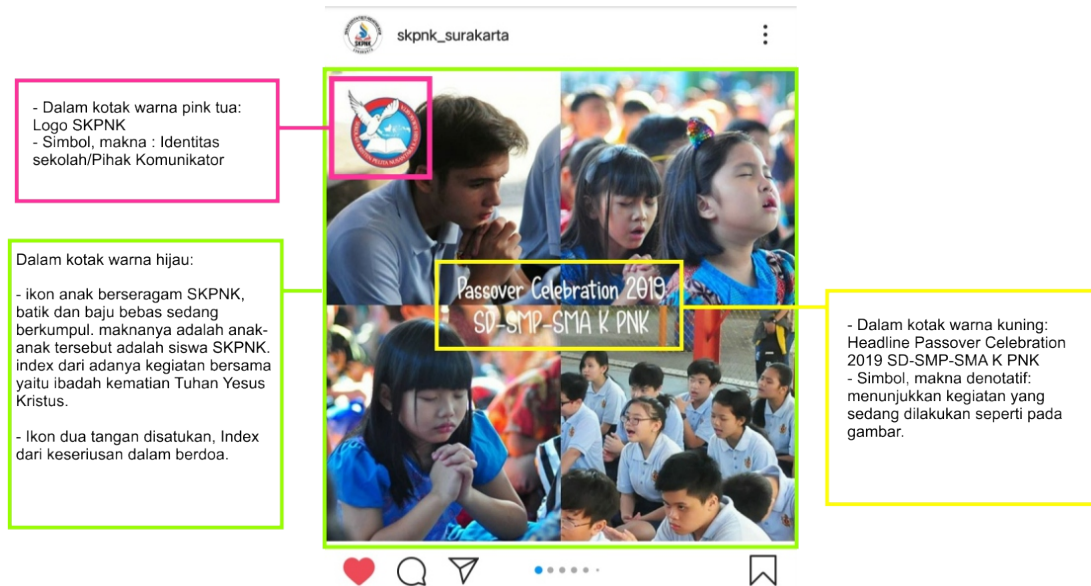 skpnk_surakarta
- Dalam kotak warna pink tua:
Logo SKPNK
- Simbol, makna : Identitas
sekolah/Pihak Komunikator
Dalam kotak warna hijau:
- ikon anak berseragam SKPNK,
batik dan baju bebas sedang
berkumpul. maknanya adalah anak-
anak tersebut adalah siswa SKPNK.
index dari adanya kegiatan bersama
yaitu ibadah kematian Tuhan Yesus
Kristus.
- Ikon dua tangan disatukan, Index
dari keseriusan dalam berdoa.
Passover Celebration 2019
SD-SMP-SMA K PNK
- Dalam kotak warna kuning:
Headline Passover Celebration
2019 SD-SMP-SMA K PNK
- Simbol, makna denotatif:
menunjukkan kegiatan yang
sedang dilakukan seperti pada
gambar.